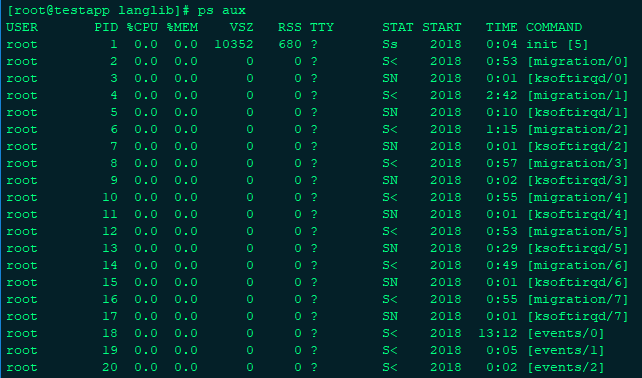 [root@testapp langlib]# ps aux
USER PID %CPU %MEM VSZ RSS TTY STAT START TIME COMMAND
root 1 0.0 0.0 10352 680 ? Ss 2018 0:04 init [5]
root 2 0.0 0.0 0 0 ? S< 2018 0:53 [migration/0]
root 3 0.0 0.0 0 0 ? SN 2018 0:01 [ksoftirqd/0]
root 4 0.0 0.0 0 0 ? S< 2018 2:42 [migration/1]
root 5 0.0 0.0 0 0 ? SN 2018 0:10 [ksoftirqd/1]
root 6 0.0 0.0 0 0 ? S< 2018 1:15 [migration/2]
root 7 0.0 0.0 0 0 ? SN 2018 0:01 [ksoftirqd/2]
root 8 0.0 0.0 0 0 ? S< 2018 0:57 [migration/3]
root 9 0.0 0.0 0 0 ? SN 2018 0:02 [ksoftirqd/3]
root 10 0.0 0.0 0 0 ? S< 2018 0:55 [migration/4]
root 11 0.0 0.0 0 0 ? SN 2018 0:01 [ksoftirqd/4]
root 12 0.0 0.0 0 0 ? S< 2018 0:53 [migration/5]
root 13 0.0 0.0 0 0 ? SN 2018 0:29 [ksoftirqd/5]
root 14 0.0 0.0 0 0 ? S< 2018 0:49 [migration/6]
root 15 0.0 0.0 0 0 ? SN 2018 0:01 [ksoftirqd/6]
root 16 0.0 0.0 0 0 ? S< 2018 0:55 [migration/7]
root 17 0.0 0.0 0 0 ? SN 2018 0:01 [ksoftirqd/7]
root 18 0.0 0.0 0 0 ? S< 2018 13:12 [events/0]
root 19 0.0 0.0 0 0 ? S< 2018 0:05 [events/1]
root 20 0.0 0.0 0 0 ? S< 2018 0:02 [events/2]